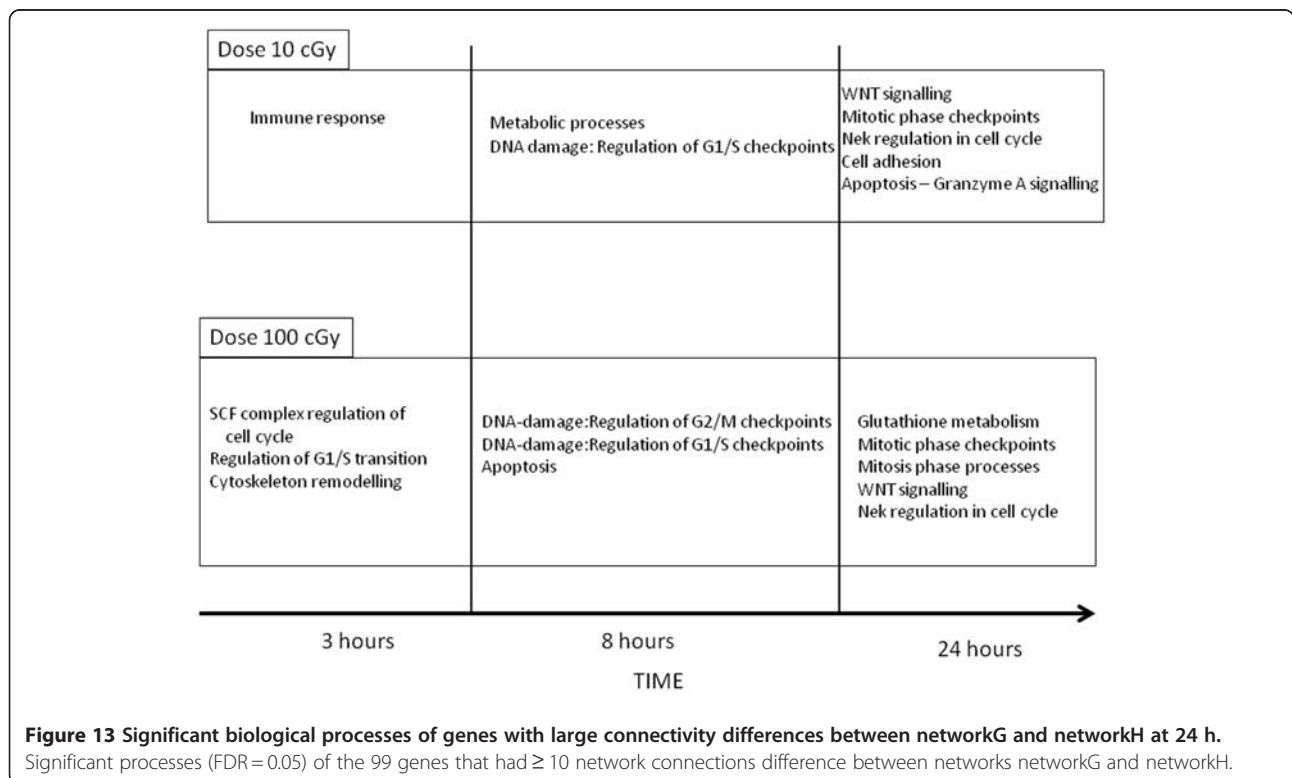 Dose 10 cGy
Immune response
Metabolic processes
DNA damage: Regulation of G1/S checkpoints
WNT signalling
Mitotic phase checkpoints
Nek regulation in cell cycle
Cell adhesion
Apoptosis – Granzyme A signalling
Dose 100 cGy
SCF complex regulation of
cell cycle
Regulation of G1/S transition
Cytoskeleton remodelling
DNA-damage:Regulation of G2/M checkpoints
DNA-damage:Regulation of G1/S checkpoints
Apoptosis
Glutathione metabolism
Mitotic phase checkpoints
Mitosis phase processes
WNT signalling
Nek regulation in cell cycle
3 hours
8 hours
24 hours
TIME
Figure 13 Significant biological processes of genes with large connectivity differences between networkG and networkH at 24 h.
Significant processes (FDR = 0.05) of the 99 genes that had ≥ 10 network connections difference between networks networkG and networkH.